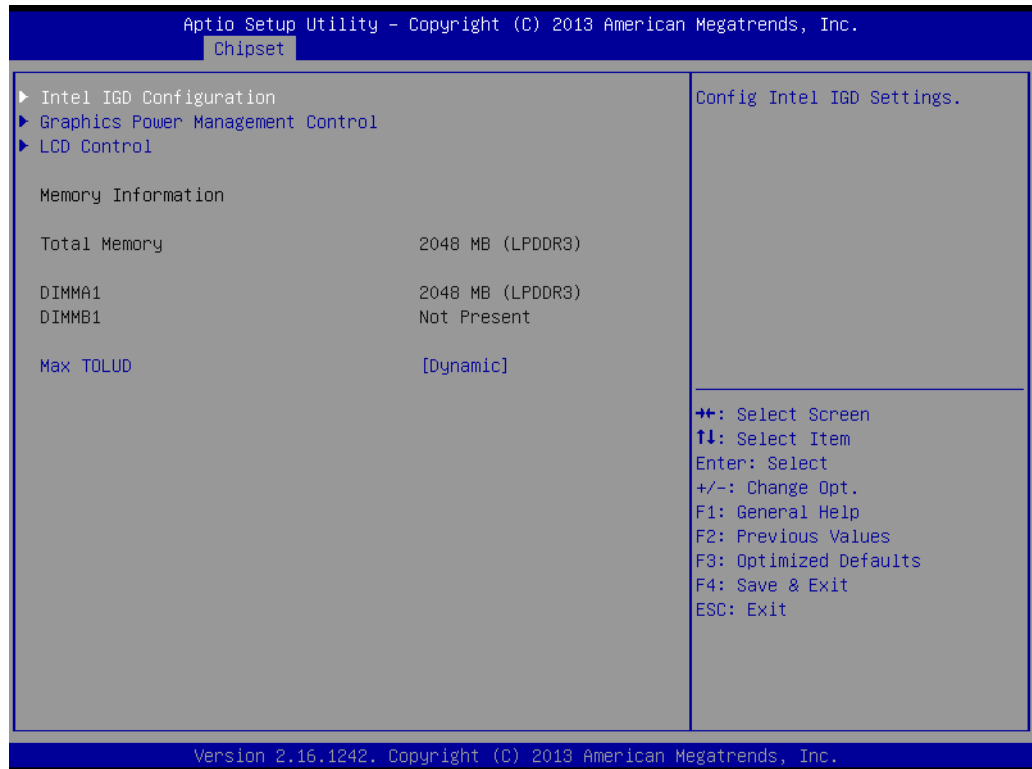 Aptio Setup Utility – Copyright (C) 2013 American Megatrends, Inc.
Chipset
▶ Intel IGD Configuration
▶ Graphics Power Management Control
▶ LCD Control
Memory Information
Total Memory 2048 MB (LPDDR3)
DIMMA1 2048 MB (LPDDR3)
DIMMB1 Not Present
Max TOLUD [Dynamic]
Config Intel IGD Settings.
→←: Select Screen
↑↓: Select Item
Enter: Select
+/-: Change Opt.
F1: General Help
F2: Previous Values
F3: Optimized Defaults
F4: Save & Exit
ESC: Exit
Version 2.16.1242. Copyright (C) 2013 American Megatrends, Inc.